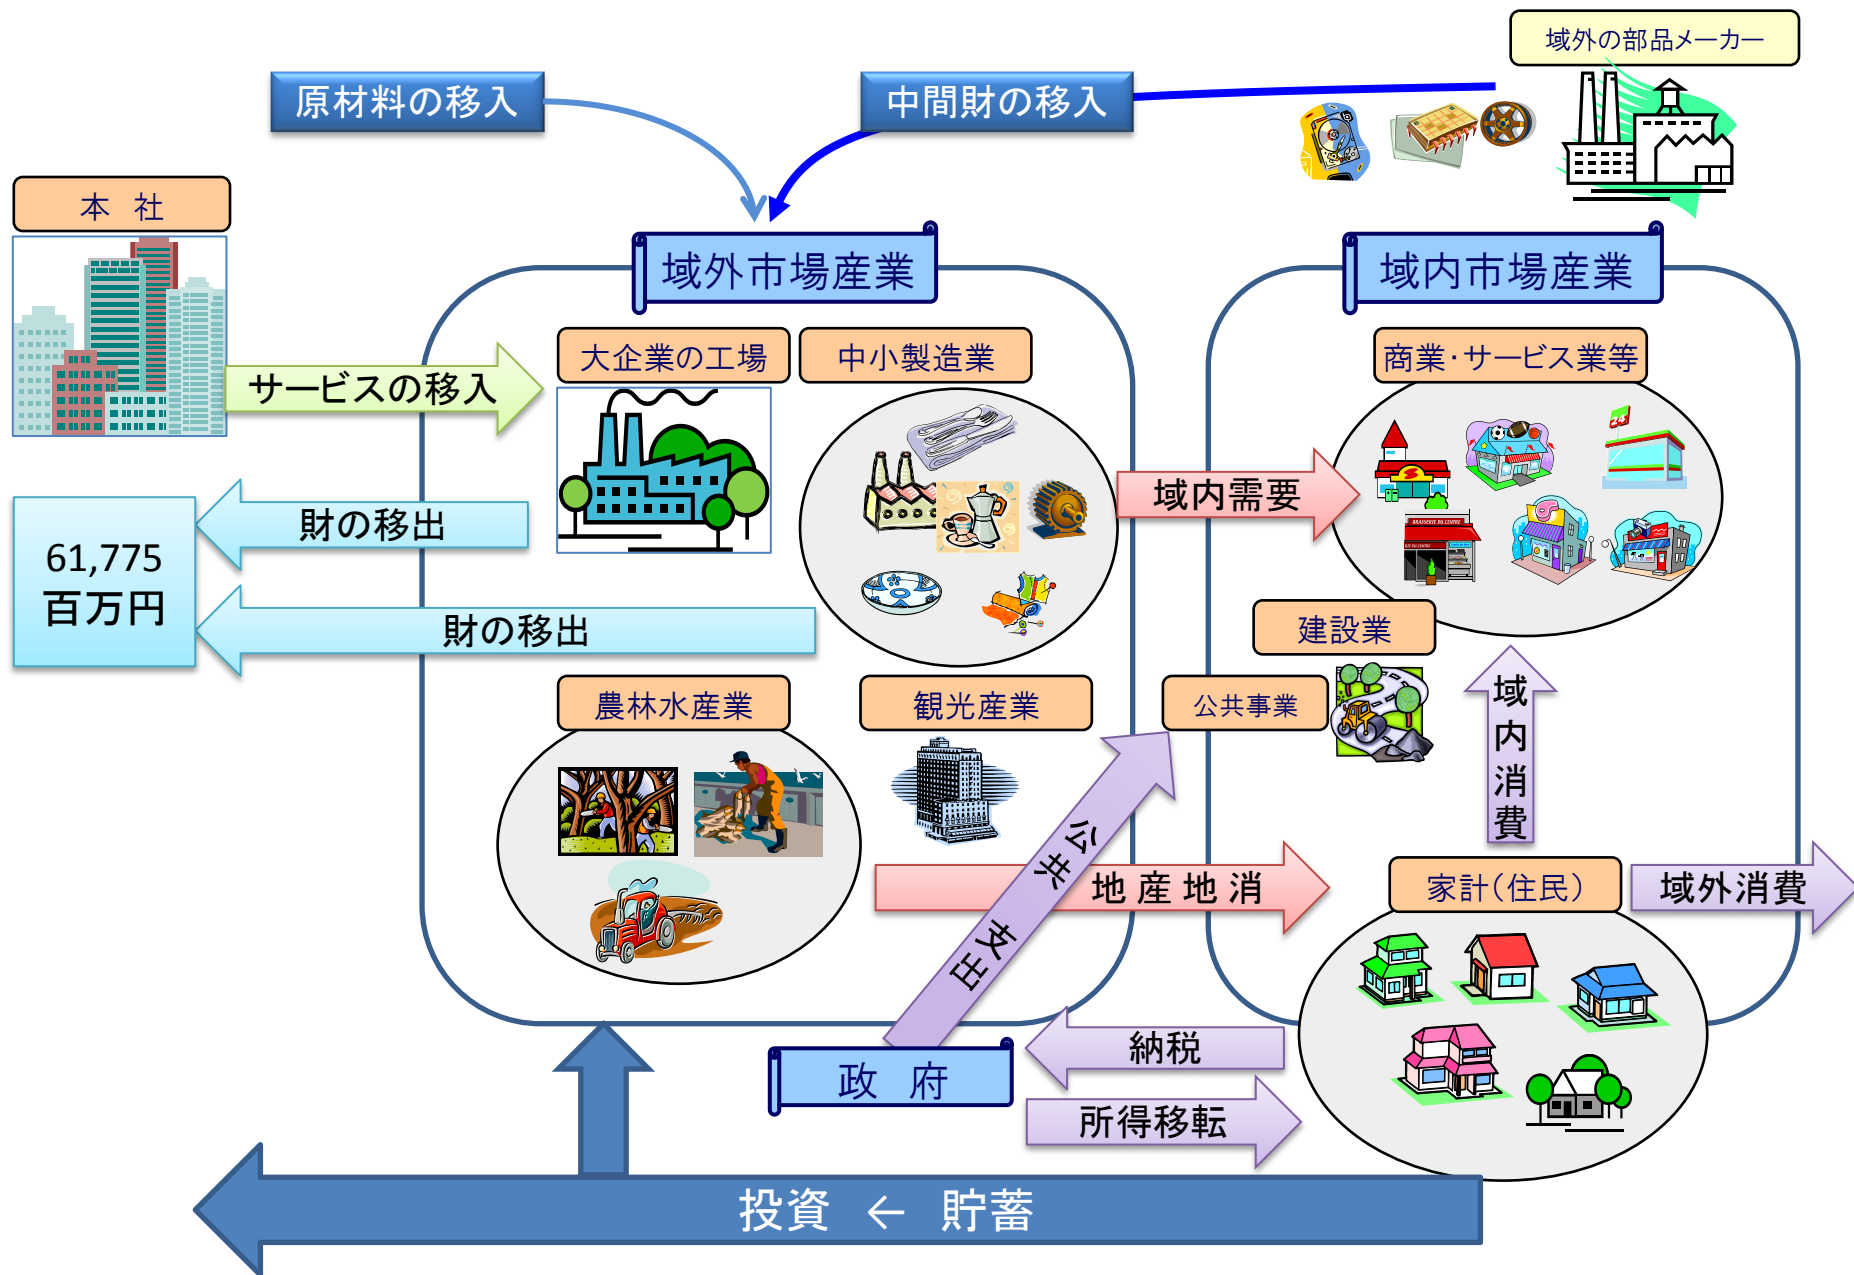 域外の部品メーカー
原材料の移入
中間財の移入
本 社
域外市場産業
域内市場産業
大企業の工場
中小製造業
商業・サービス業等
サービスの移入
24
S
財の移出
域内需要
BRASSERIE DU CENTRE
61,775
百万円
財の移出
建設業
農林水産業
観光産業
公共事業
域内消費
公共 支出
地産地消
家計(住民)
域外消費
納税
政 府
所得移転
投資 ← 貯蓄